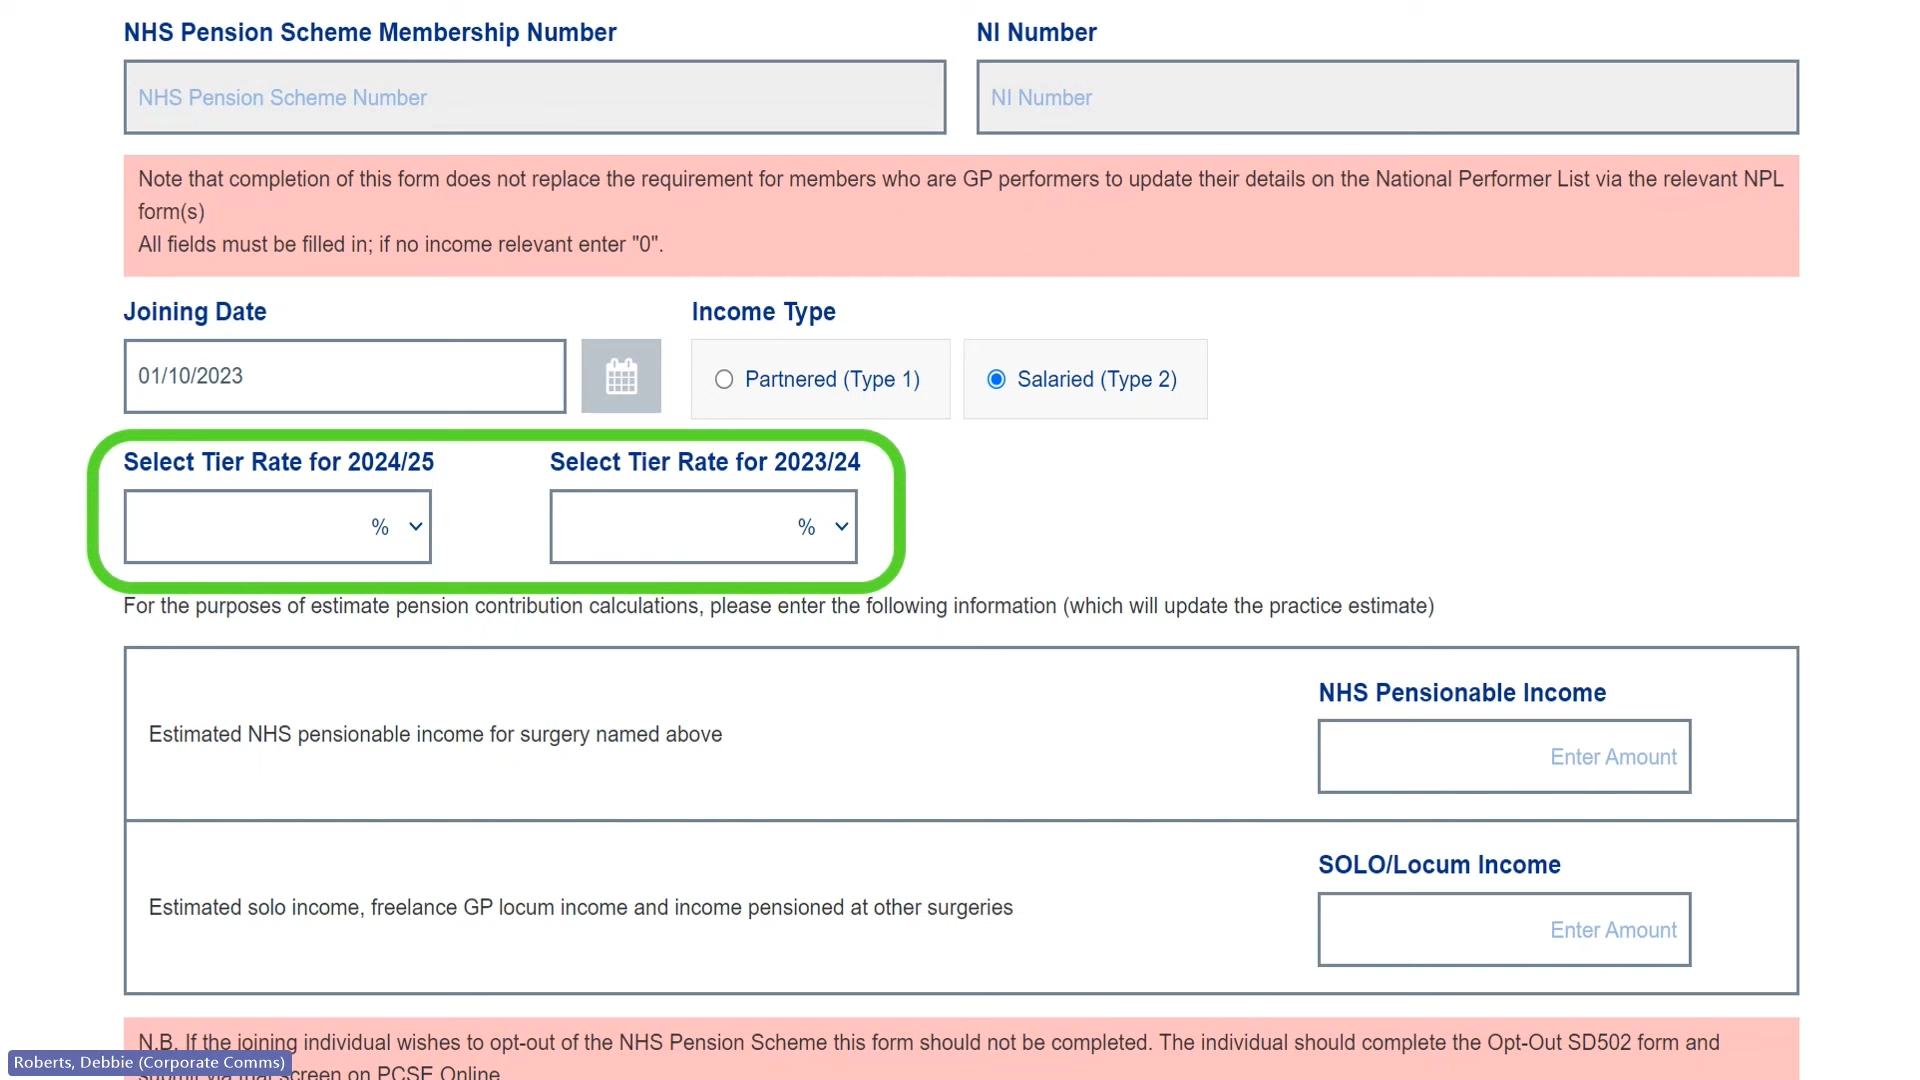 NHS Pension Scheme Membership Number
NI Number
NHS Pension Scheme Number
NI Number
Note that completion of this form does not replace the requirement for members who are GP performers to update their details on the National Performer List via the relevant NPL
form(s)
All fields must be filled in; if no income relevant enter "0".
Joining Date
Income Type
01/10/2023
Partnered (Type 1)
Salaried (Type 2)
Select Tier Rate for 2024/25
Select Tier Rate for 2023/24
%
%
For the purposes of estimate pension contribution calculations, please enter the following information (which will update the practice estimate)
NHS Pensionable Income
Estimated NHS pensionable income for surgery named above
Enter Amount
SOLO/Locum Income
Estimated solo income, freelance GP locum income and income pensioned at other surgeries
Enter Amount
N.B. If the joining individual wishes to opt-out of the NHS Pension Scheme this form should not be completed. The individual should complete the Opt-Out SD502 form and
Roberts, Debbie (Corporate Comms)
screen on PCSE Online